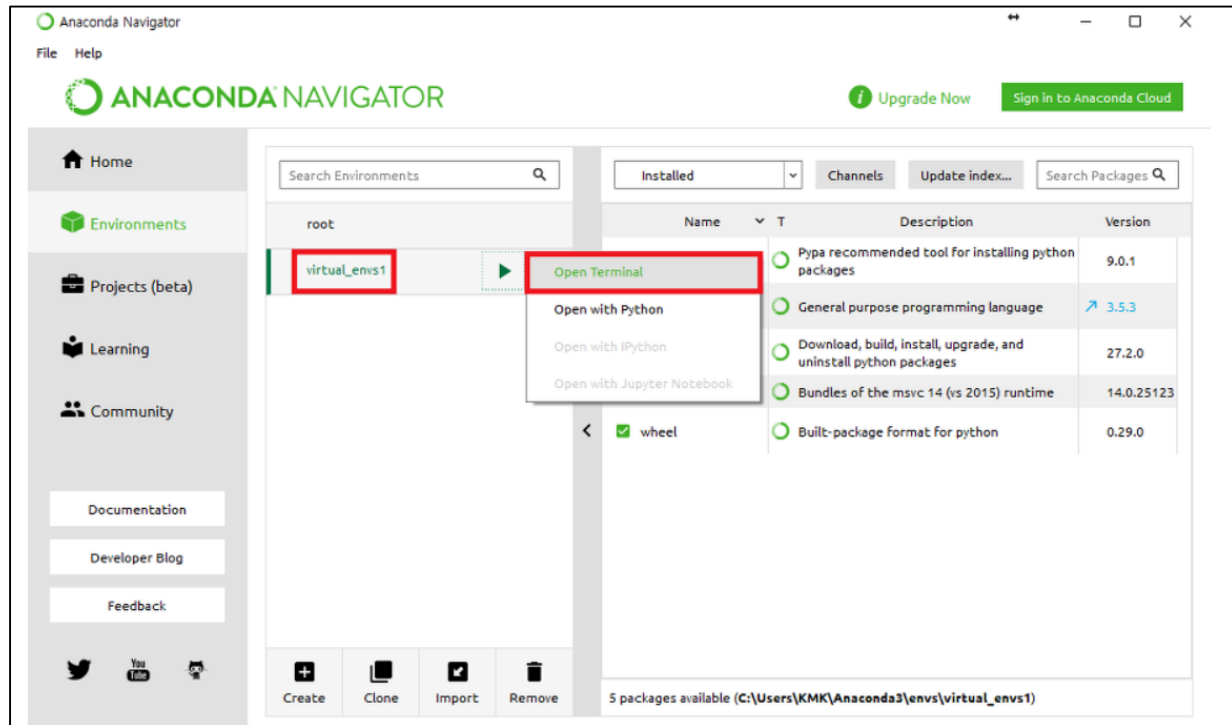 Anaconda Navigator
File Help
ANACONDA NAVIGATOR
Upgrade Now
Sign in to Anaconda Cloud
Home
Environments
Projects (beta)
Learning
Community
Documentation
Developer Blog
Feedback
You
Tube
Search Environments
root
virtual_envs1
Open Terminal
Open with Python
Open with IPython
Open with Jupyter Notebook
Create Clone Import Remove
Installed Channels Update index... Search Packages
Name T Description Version
Pypa recommended tool for installing python
packages
9.0.1
General purpose programming language 3.5.3
Download, build, install, upgrade, and
uninstall python packages
27.2.0
Bundles of the msvc 14 (vs 2015) runtime 14.0.25123
wheel Built-package format for python 0.29.0
5 packages available (C:\Users\KMK\Anaconda3\envs\virtual_envs1)